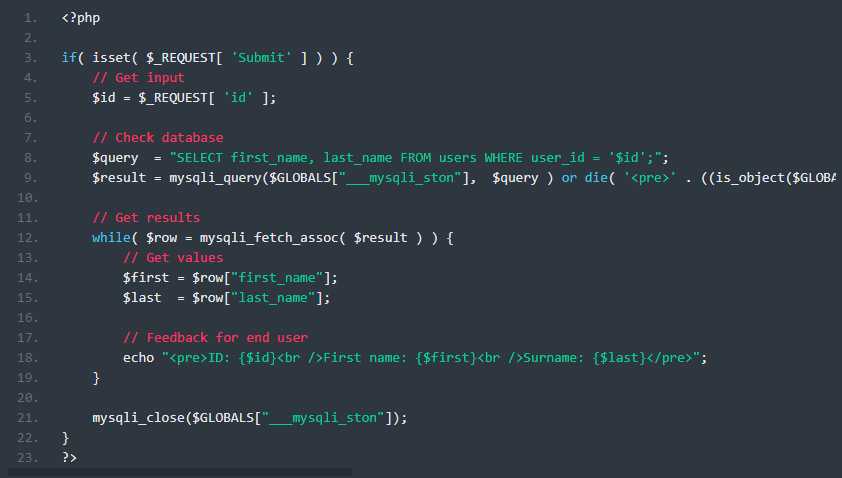 1. <?php
2.
3. if( isset( $_REQUEST[ 'Submit' ] ) ) {
4.     // Get input
5.     $id = $_REQUEST[ 'id' ];
6.
7.     // Check database
8.     $query  = "SELECT first_name, last_name FROM users WHERE user_id = '$id';";
9.     $result = mysqli_query($GLOBALS["___mysqli_ston"],  $query ) or die( '<pre>' . ((is_object($GLOBA
10.
11.     // Get results
12.     while( $row = mysqli_fetch_assoc( $result ) ) {
13.         // Get values
14.         $first = $row["first_name"];
15.         $last  = $row["last_name"];
16.
17.         // Feedback for end user
18.         echo "<pre>ID: {$id}<br />First name: {$first}<br />Surname: {$last}</pre>";
19.     }
20.
21.     mysqli_close($GLOBALS["___mysqli_ston"]);
22. }
23. ?>